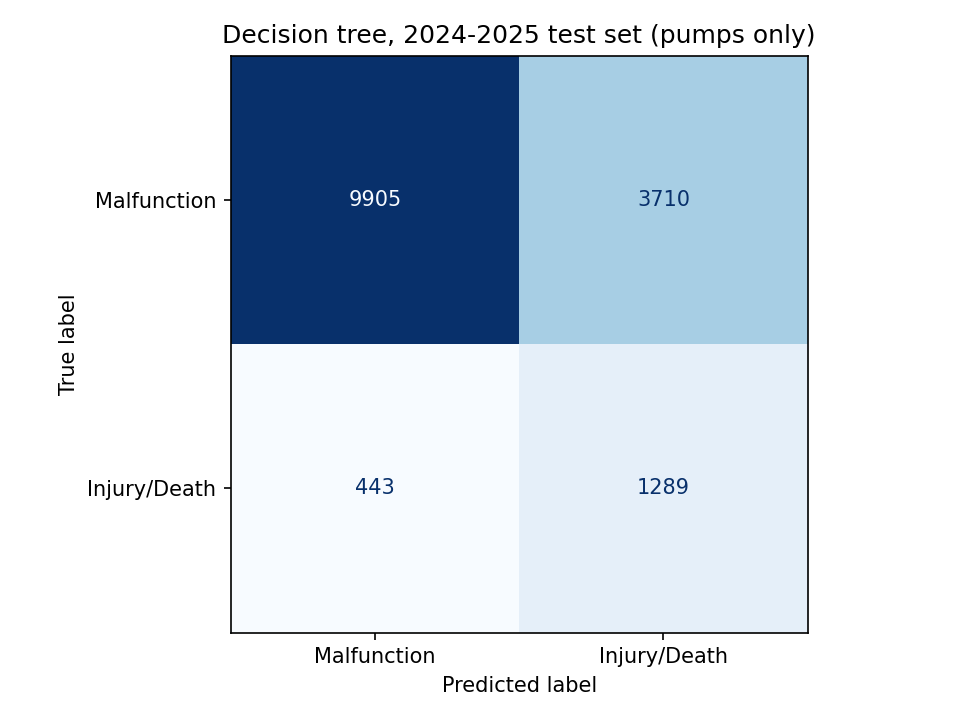 Decision tree, 2024-2025 test set (pumps only)
True label
Malfunction
9905
3710
Injury/Death
443
1289
Malfunction
Injury/Death
Predicted label